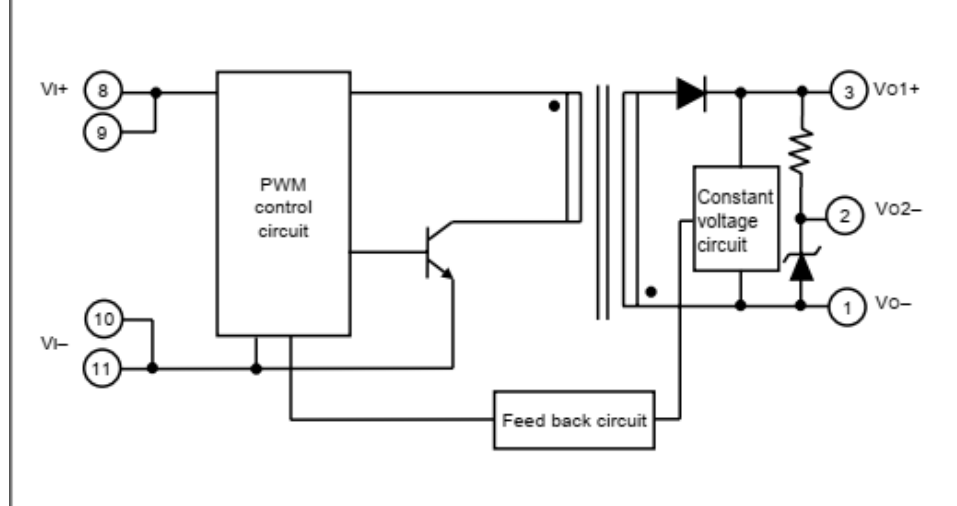 VI+
8
9
PWM
control
circuit
10
VI–
11
Feed back circuit
Constant
voltage
circuit
3
VO1+
2
VO2–
1
VO–